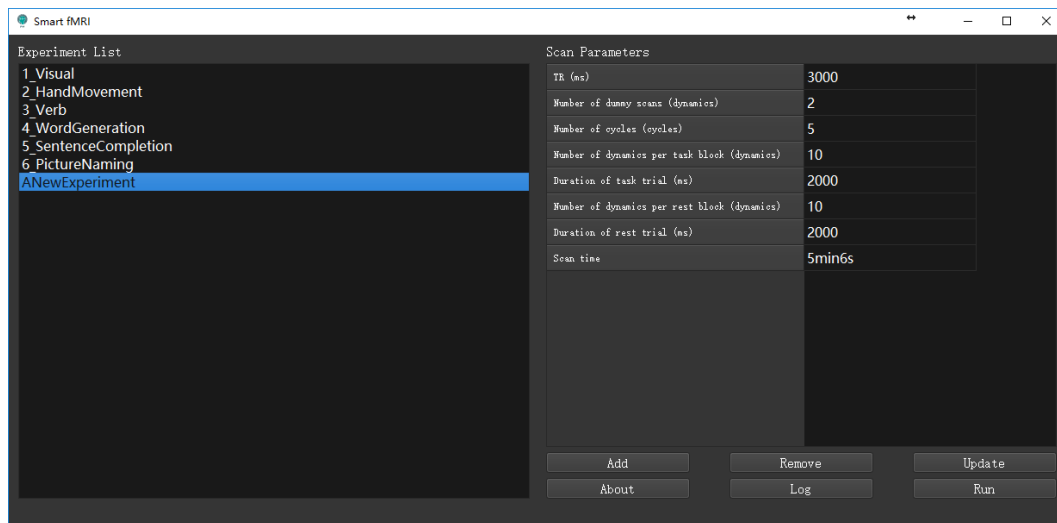 Smart fMRI
Experiment List
1_Visual
2_HandMovement
3_Verb
4_WordGeneration
5_SentenceCompletion
6_PictureNaming
ANewExperiment
Scan Parameters
TR (ms) 3000
Number of dummy scans (dynamics) 2
Number of cycles (cycles) 5
Number of dynamics per task block (dynamics) 10
Duration of task trial (ms) 2000
Number of dynamics per rest block (dynamics) 10
Duration of rest trial (ms) 2000
Scan time 5min6s
Add Remove Update
About Log Run